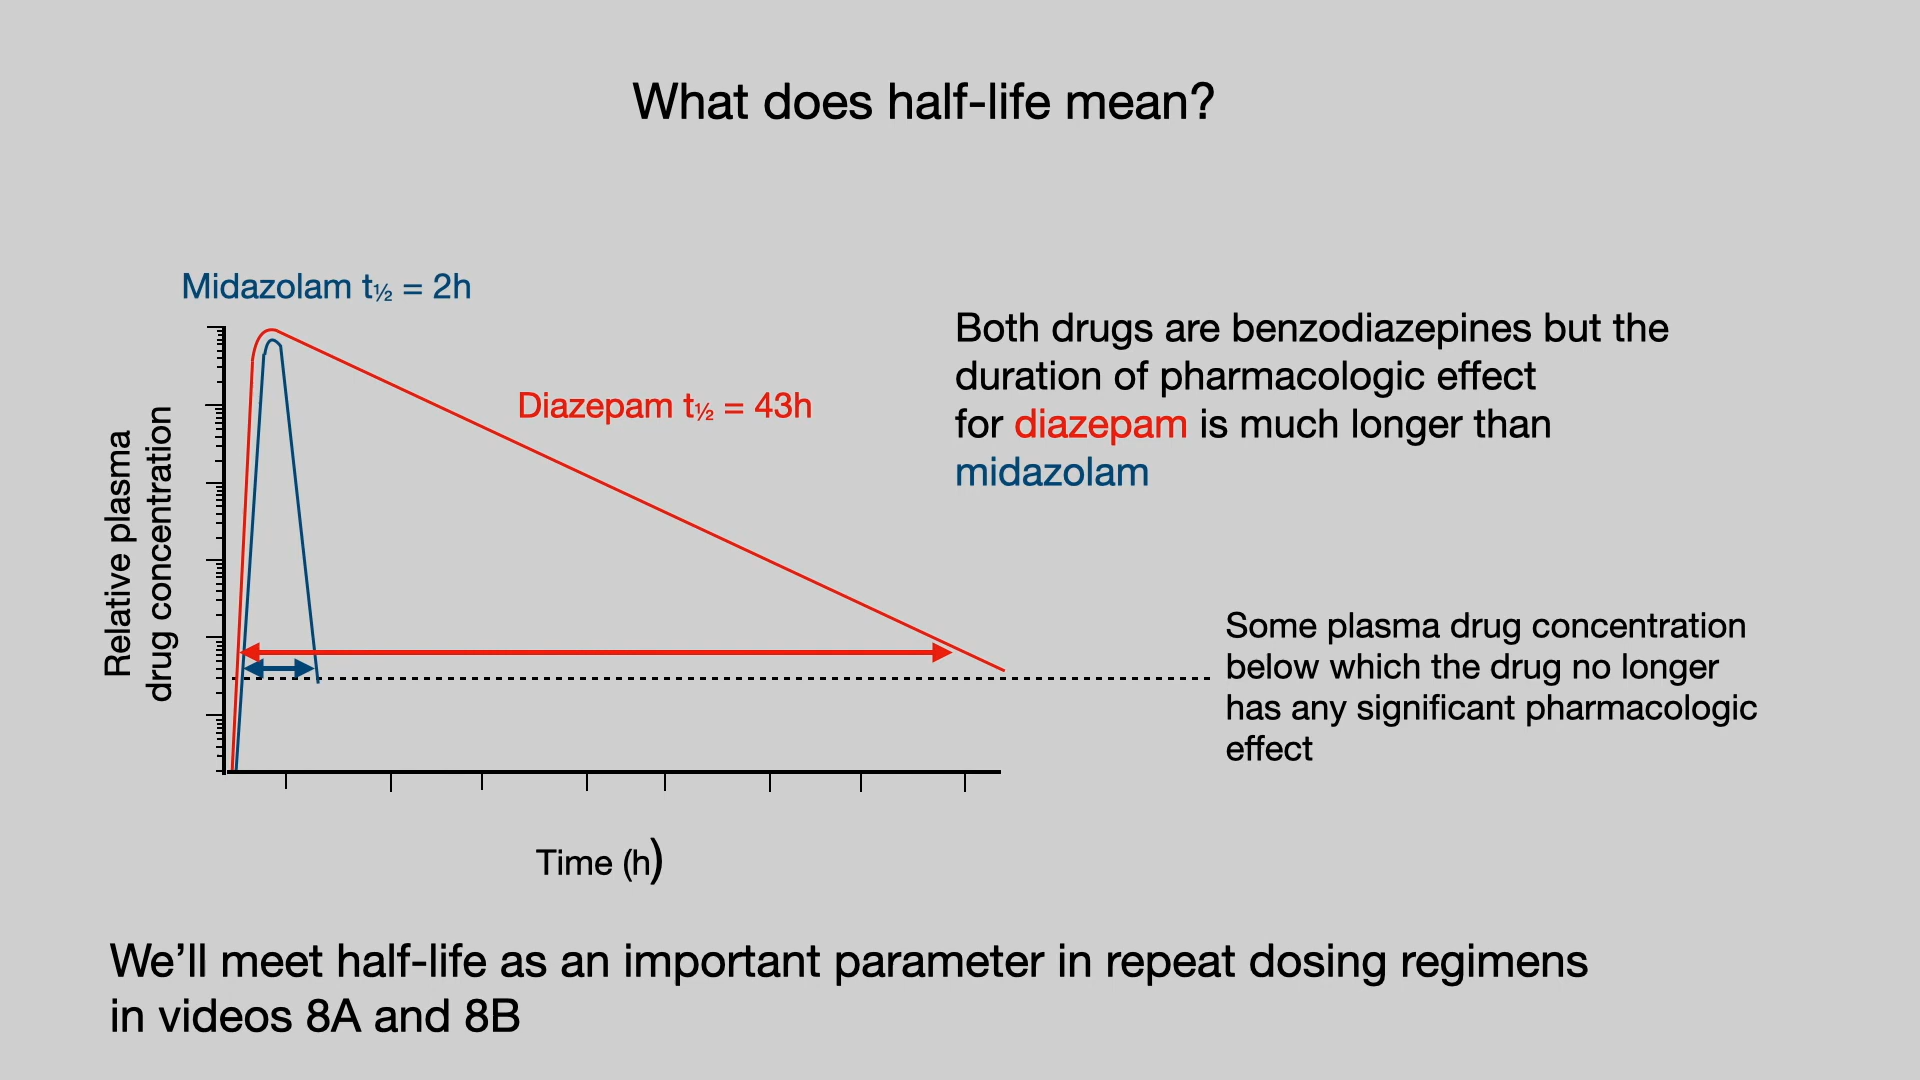 What does half-life mean?
Midazolam t½ = 2h
Diazepam t½ = 43h
Relative plasma
drug concentration
Time (h)
Both drugs are benzodiazepines but the
duration of pharmacologic effect
for diazepam is much longer than
midazolam
Some plasma drug concentration
below which the drug no longer
has any significant pharmacologic
effect
We’ll meet half-life as an important parameter in repeat dosing regimens
in videos 8A and 8B